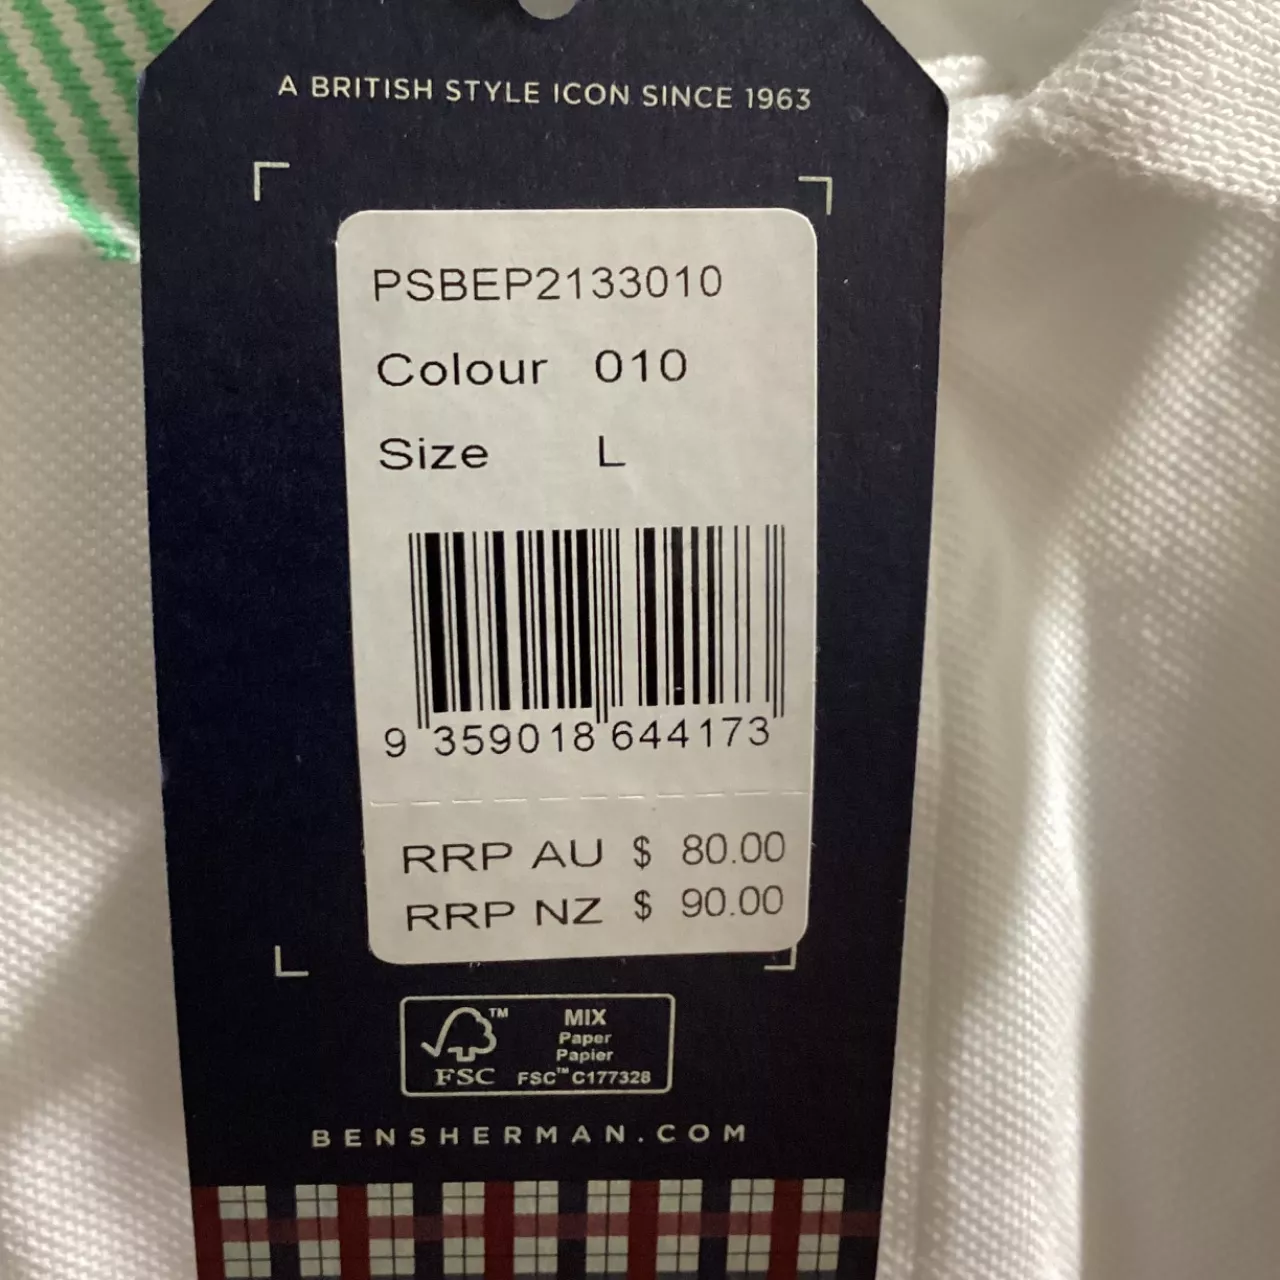 A BRITISH STYLE ICON SINCE 1963
PSBEP2133010
Colour 010
Size L
9 359018 644173
RRP AU $ 80.00
RRP NZ $ 90.00
MIX
Paper
Papier
FSC™ C177328
™
FSC
BENSHERMAN.COM